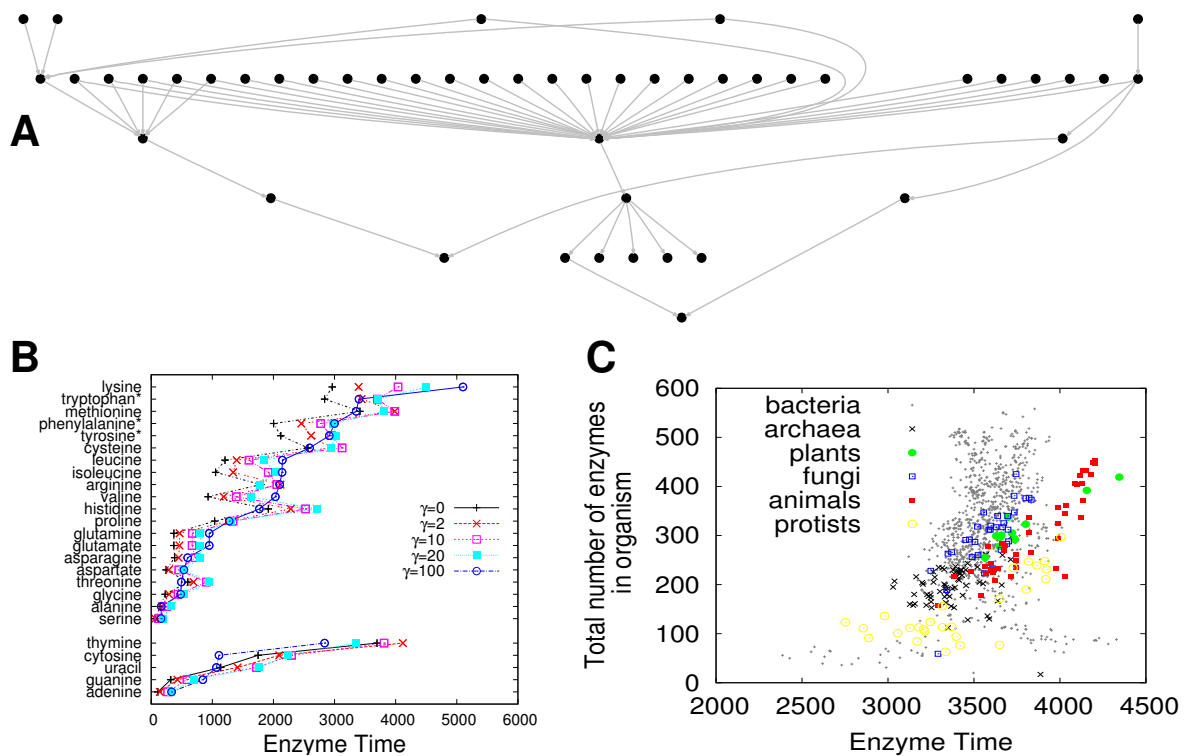 A
B
lysine
tryptophan*
methionine
phenylalanine*
tyrosine*
cysteine
leucine
isoleucine
arginine
valine
histidine
proline
glutamine
glutamate
asparagine
aspartate
threonine
glycine
alanine
serine
thymine
cytosine
uracil
guanine
adenine
γ=0
γ=2
γ=10
γ=20
γ=100
0 1000 2000 3000 4000 5000 6000
Enzyme Time
C
Total number of enzymes
in organism
600
500
400
300
200
100
0
bacteria
archaea
plants
fungi
animals
protists
2000 2500 3000 3500 4000 4500
Enzyme Time